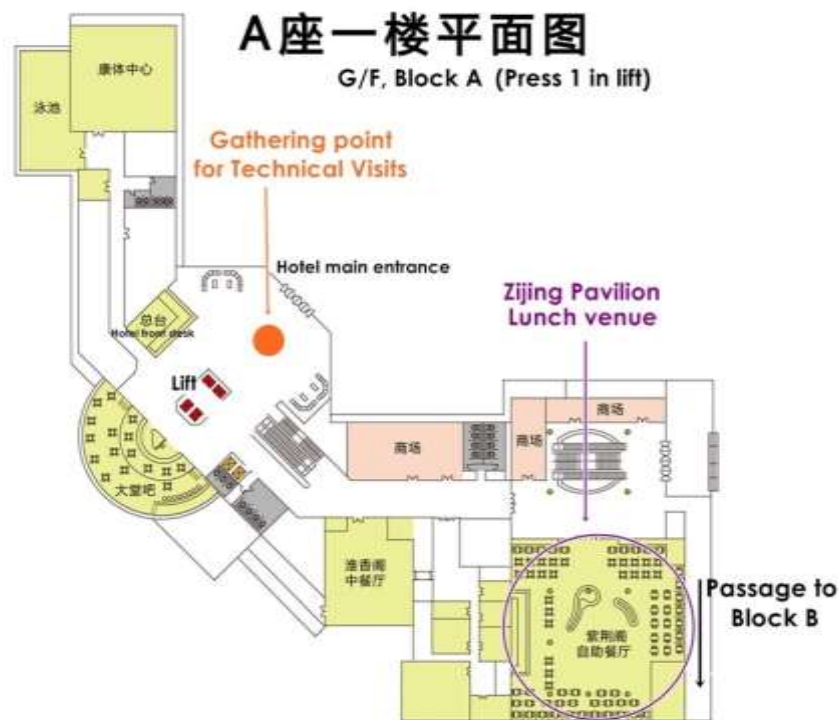 A座一楼平面图
G/F, Block A (Press 1 in lift)
康体中心
泳池
Gathering point
for Technical Visits
Hotel main entrance
Zijing Pavilion
Lunch venue
总台
Hotel front desk
Lift
商场
商场
商场
大堂吧
淮香阁
中餐厅
Passage to
Block B
紫荆阁
自助餐厅